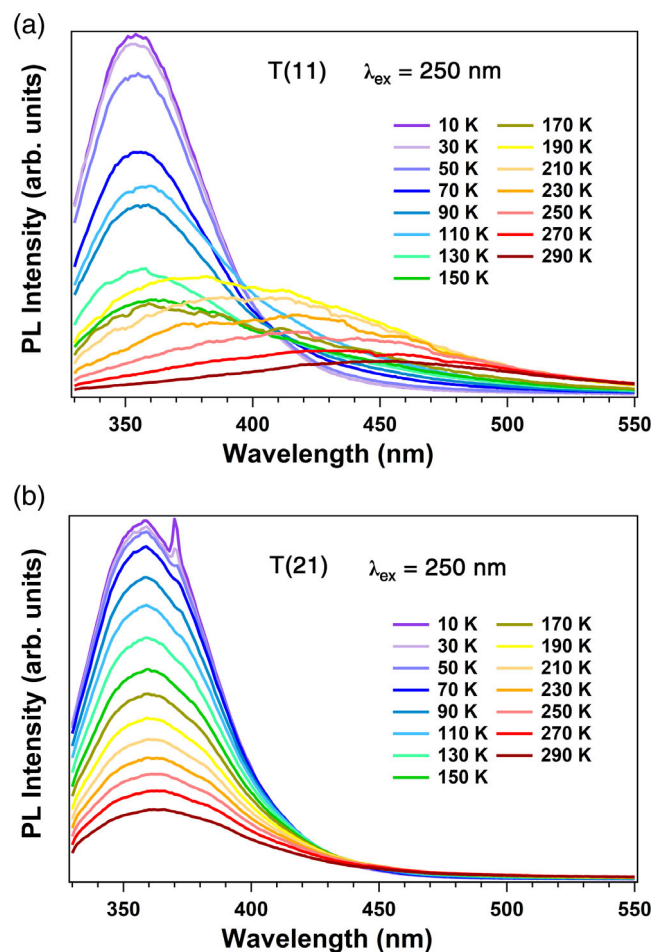 (a)
T(11) λex = 250 nm
10 K 170 K
30 K 190 K
50 K 210 K
70 K 230 K
90 K 250 K
110 K 270 K
130 K 290 K
150 K
PL Intensity (arb. units)
350 400 450 500 550
Wavelength (nm)
(b)
T(21) λex = 250 nm
10 K 170 K
30 K 190 K
50 K 210 K
70 K 230 K
90 K 250 K
110 K 270 K
130 K 290 K
150 K
PL Intensity (arb. units)
350 400 450 500 550
Wavelength (nm)